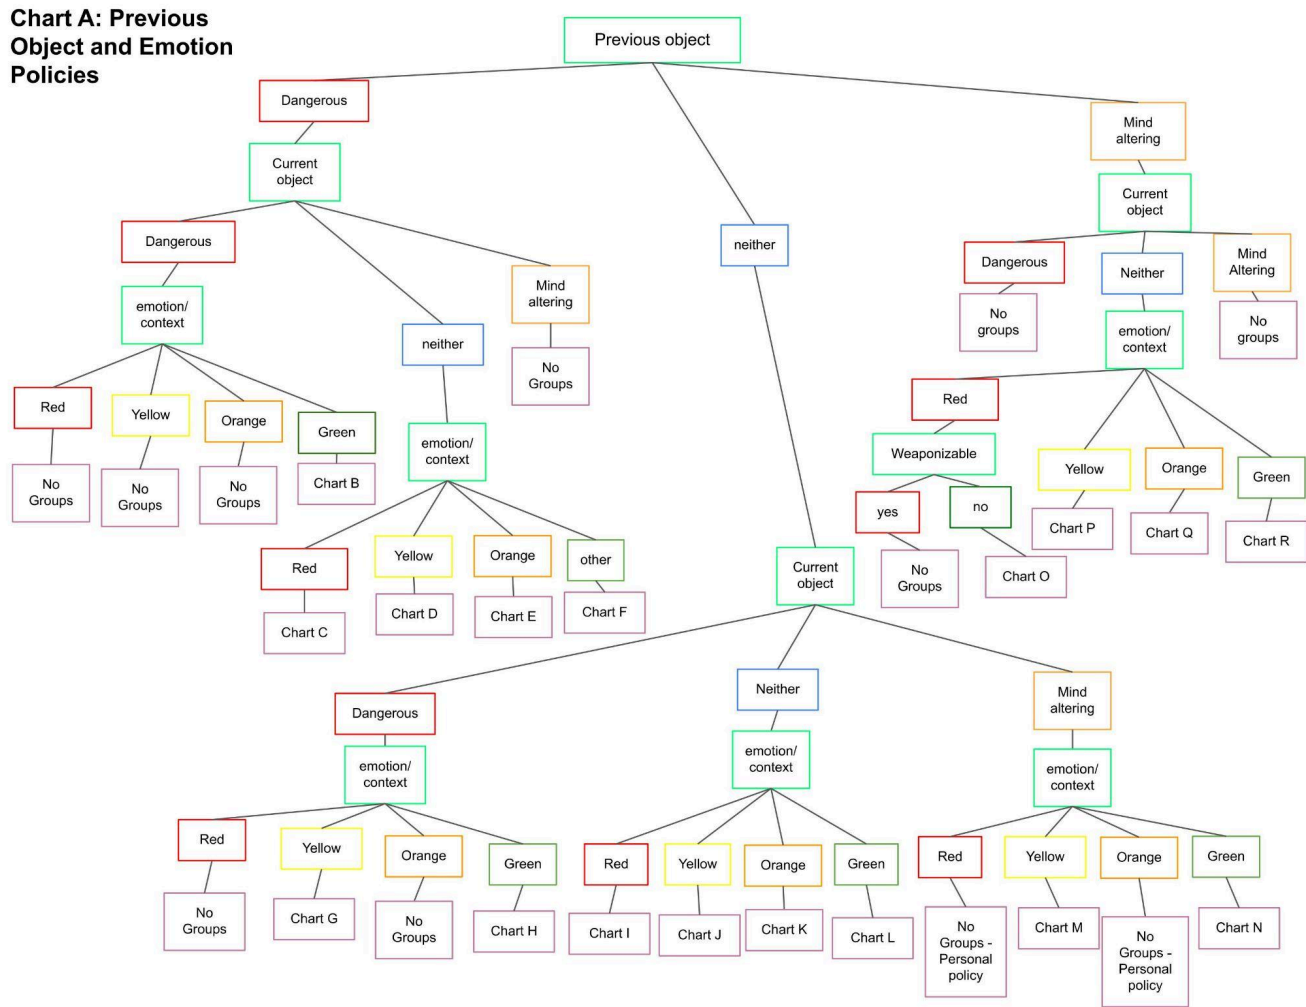 Chart A: Previous
Object and Emotion
Policies
Previous object
Dangerous
Current
object
Dangerous
emotion/
context
Red
No
Groups
Yellow
No
Groups
Orange
No
Groups
Green
Chart B
neither
emotion/
context
Red
Chart C
Yellow
Chart D
Orange
Chart E
other
Chart F
Mind
altering
No
Groups
neither
Current
object
Dangerous
emotion/
context
Red
No
Groups
Yellow
Chart G
Orange
No
Groups
Green
Chart H
Neither
emotion/
context
Red
Chart I
Yellow
Chart J
Orange
Chart K
Green
Chart L
Mind
altering
emotion/
context
Red
No
Groups -
Personal
policy
Yellow
Chart M
Orange
No
Groups -
Personal
policy
Green
Chart N
Mind
altering
Current
object
Dangerous
No
groups
Neither
emotion/
context
Red
Weaponizable
yes
No
Groups
no
Chart O
Yellow
Chart P
Orange
Chart Q
Green
Chart R
Mind
Altering
No
groups